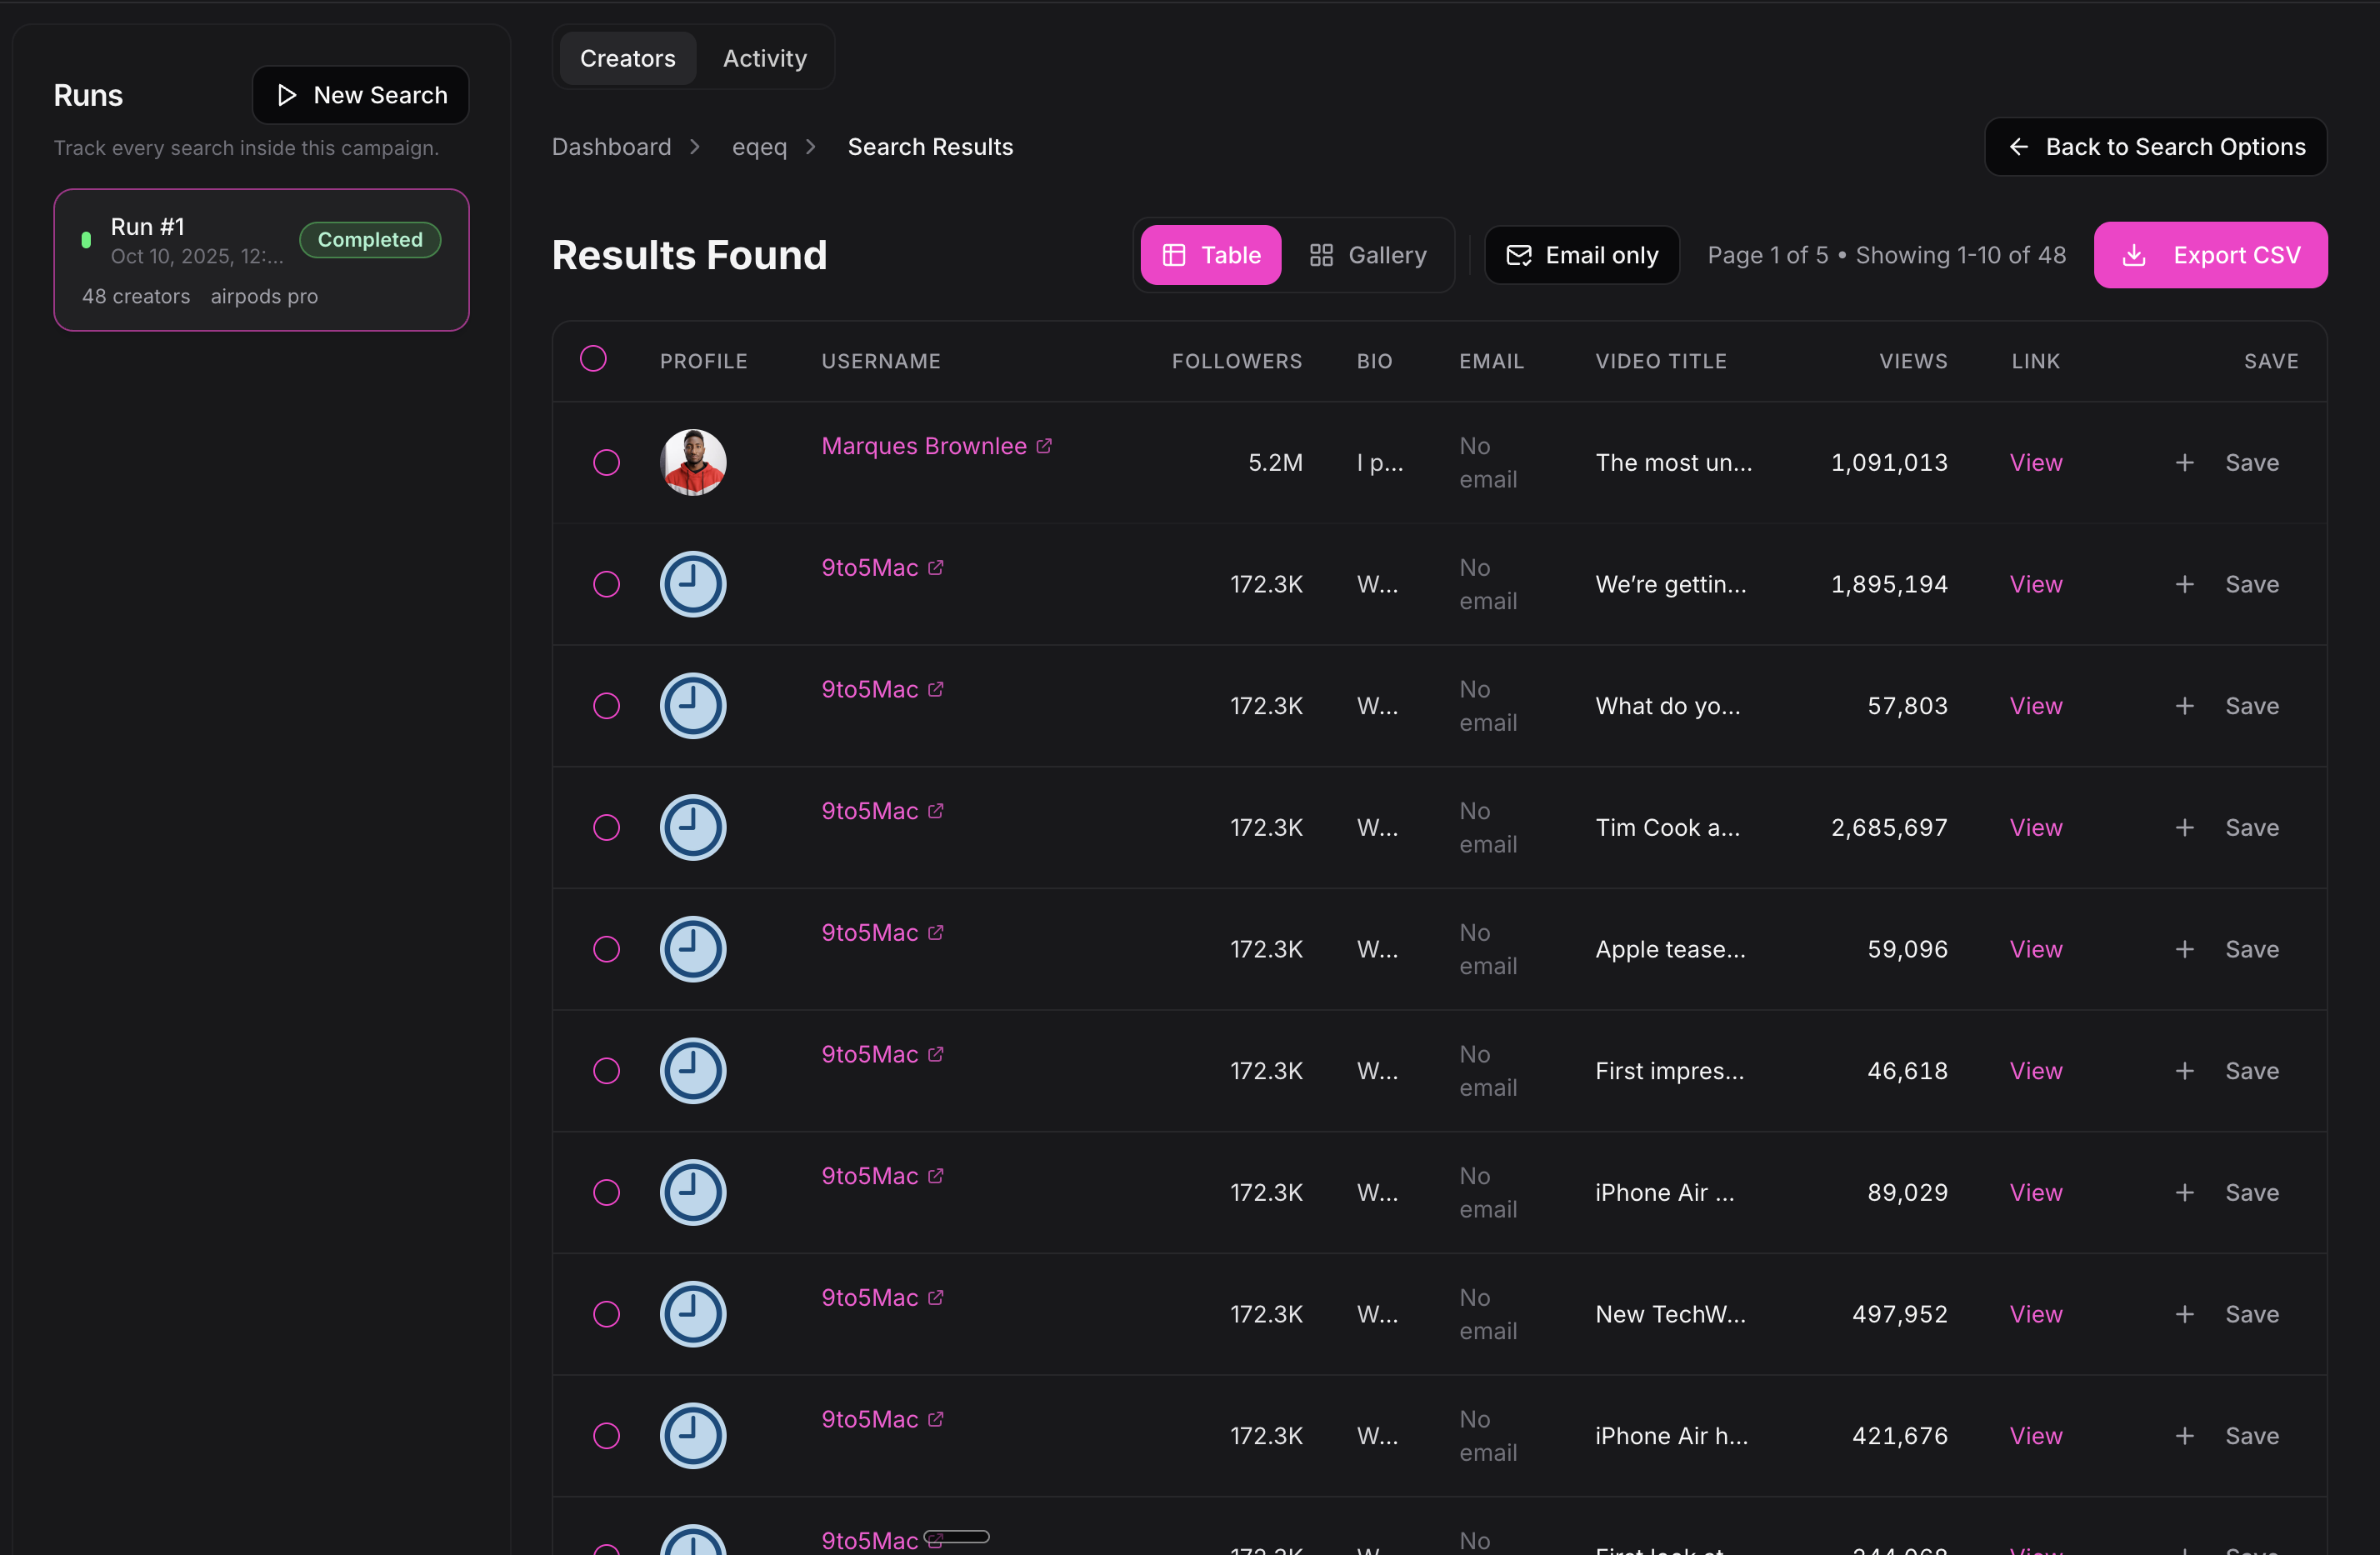 Runs
New Search
Track every search inside this campaign.
Run #1
Oct 10, 2025, 12:...
Completed
48 creators airpods pro
Creators Activity
Dashboard eqeq Search Results
Back to Search Options
Results Found
Table Gallery
Email only
Page 1 of 5 • Showing 1-10 of 48
Export CSV
PROFILE USERNAME FOLLOWERS BIO EMAIL VIDEO TITLE VIEWS LINK SAVE
Marques Brownlee 5.2M I p... No email The most un... 1,091,013 View Save
9to5Mac 172.3K W... No email We’re gettin... 1,895,194 View Save
9to5Mac 172.3K W... No email What do yo... 57,803 View Save
9to5Mac 172.3K W... No email Tim Cook a... 2,685,697 View Save
9to5Mac 172.3K W... No email Apple tease... 59,096 View Save
9to5Mac 172.3K W... No email First impres... 46,618 View Save
9to5Mac 172.3K W... No email iPhone Air ... 89,029 View Save
9to5Mac 172.3K W... No email New TechW... 497,952 View Save
9to5Mac 172.3K W... No email iPhone Air h... 421,676 View Save
9to5Mac No